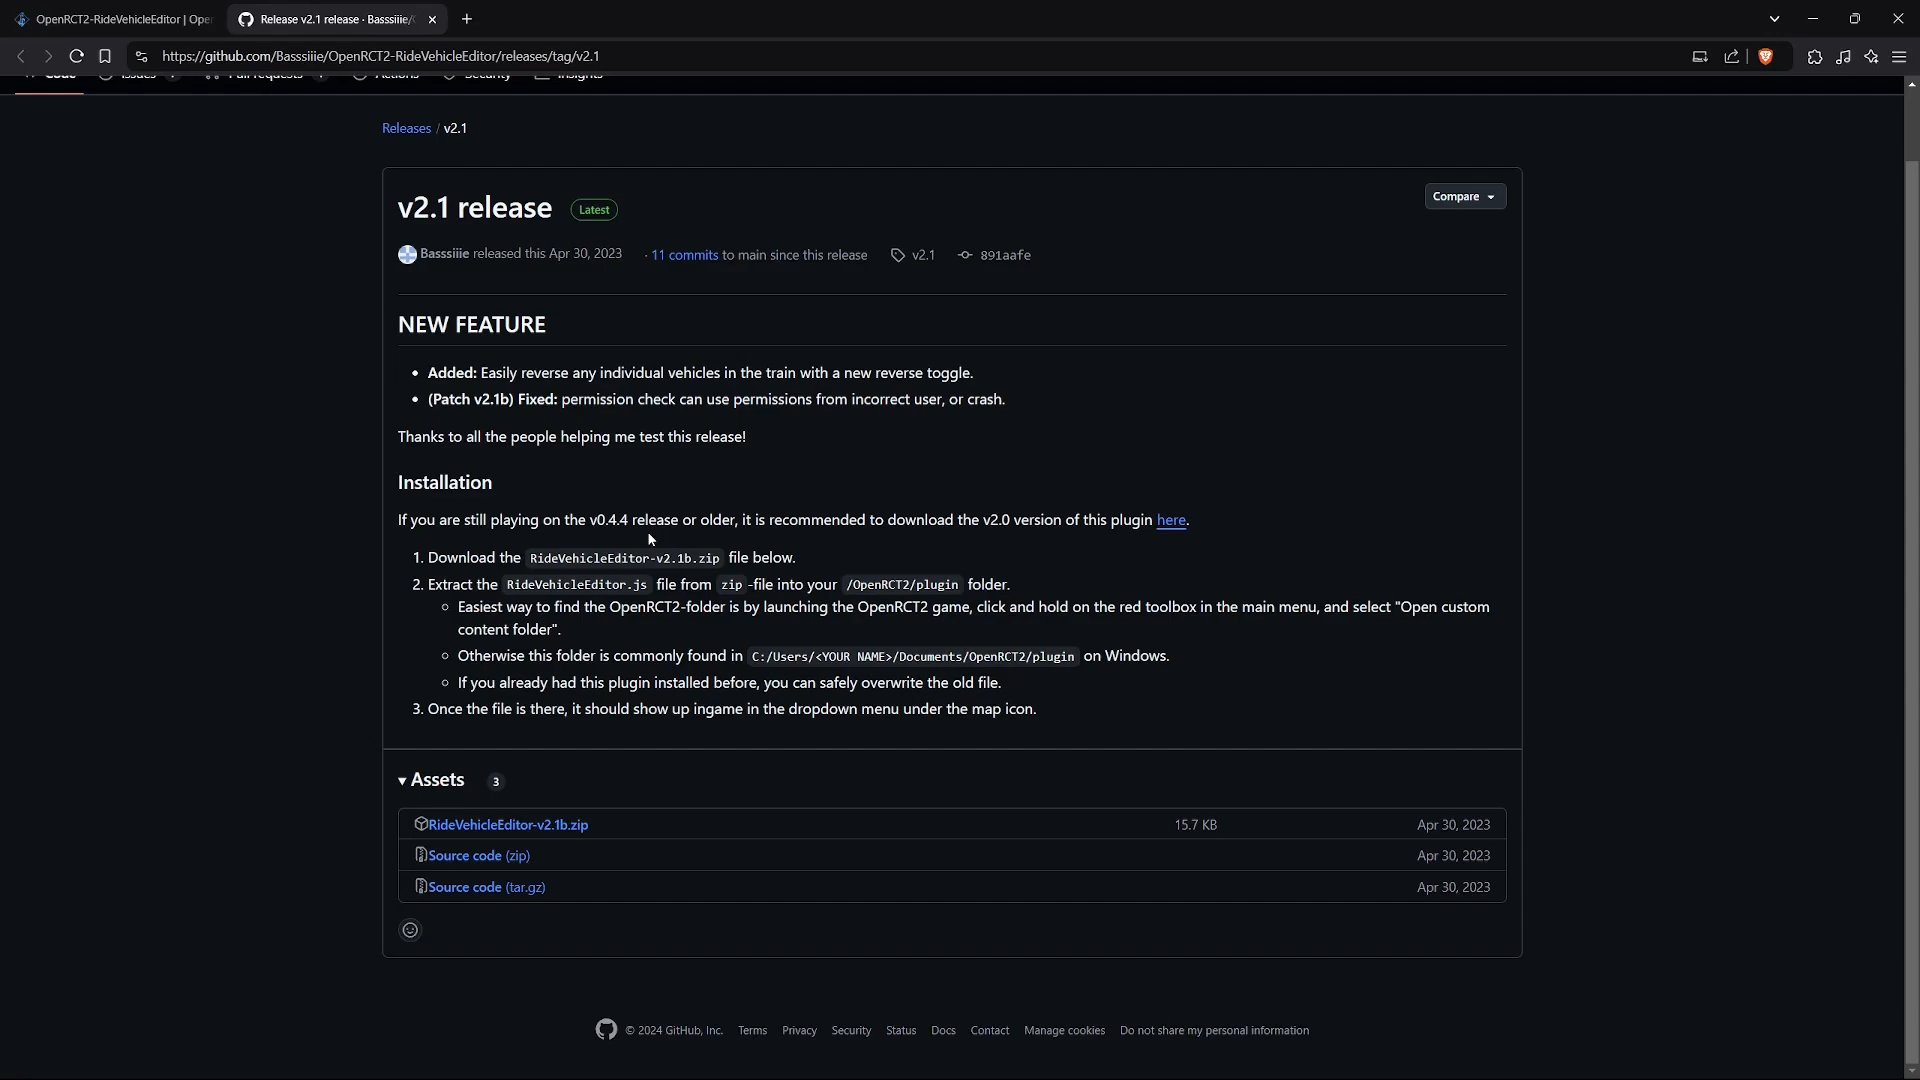 OpenRCT2-RideVehicleEditor | Ope
Release v2.1 release · Basssiiie/
https://github.com/Basssiiie/OpenRCT2-RideVehicleEditor/releases/tag/v2.1
Code Issues Pull requests Actions Security Insights
Releases / v2.1
v2.1 release Latest Compare
Basssiiie released this Apr 30, 2023 · 11 commits to main since this release v2.1 891aafe
NEW FEATURE
• Added: Easily reverse any individual vehicles in the train with a new reverse toggle.
• (Patch v2.1b) Fixed: permission check can use permissions from incorrect user, or crash.
Thanks to all the people helping me test this release!
Installation
If you are still playing on the v0.4.4 release or older, it is recommended to download the v2.0 version of this plugin here.
1. Download the RideVehicleEditor-v2.1b.zip file below.
2. Extract the RideVehicleEditor.js file from zip -file into your /OpenRCT2/plugin folder.
Easiest way to find the OpenRCT2-folder is by launching the OpenRCT2 game, click and hold on the red toolbox in the main menu, and select "Open custom
content folder".
Otherwise this folder is commonly found in C:/Users/<YOUR NAME>/Documents/OpenRCT2/plugin on Windows.
If you already had this plugin installed before, you can safely overwrite the old file.
3. Once the file is there, it should show up ingame in the dropdown menu under the map icon.
Assets 3
RideVehicleEditor-v2.1b.zip 15.7 KB Apr 30, 2023
Source code (zip) Apr 30, 2023
Source code (tar.gz) Apr 30, 2023
© 2024 GitHub, Inc. Terms Privacy Security Status Docs Contact Manage cookies Do not share my personal information